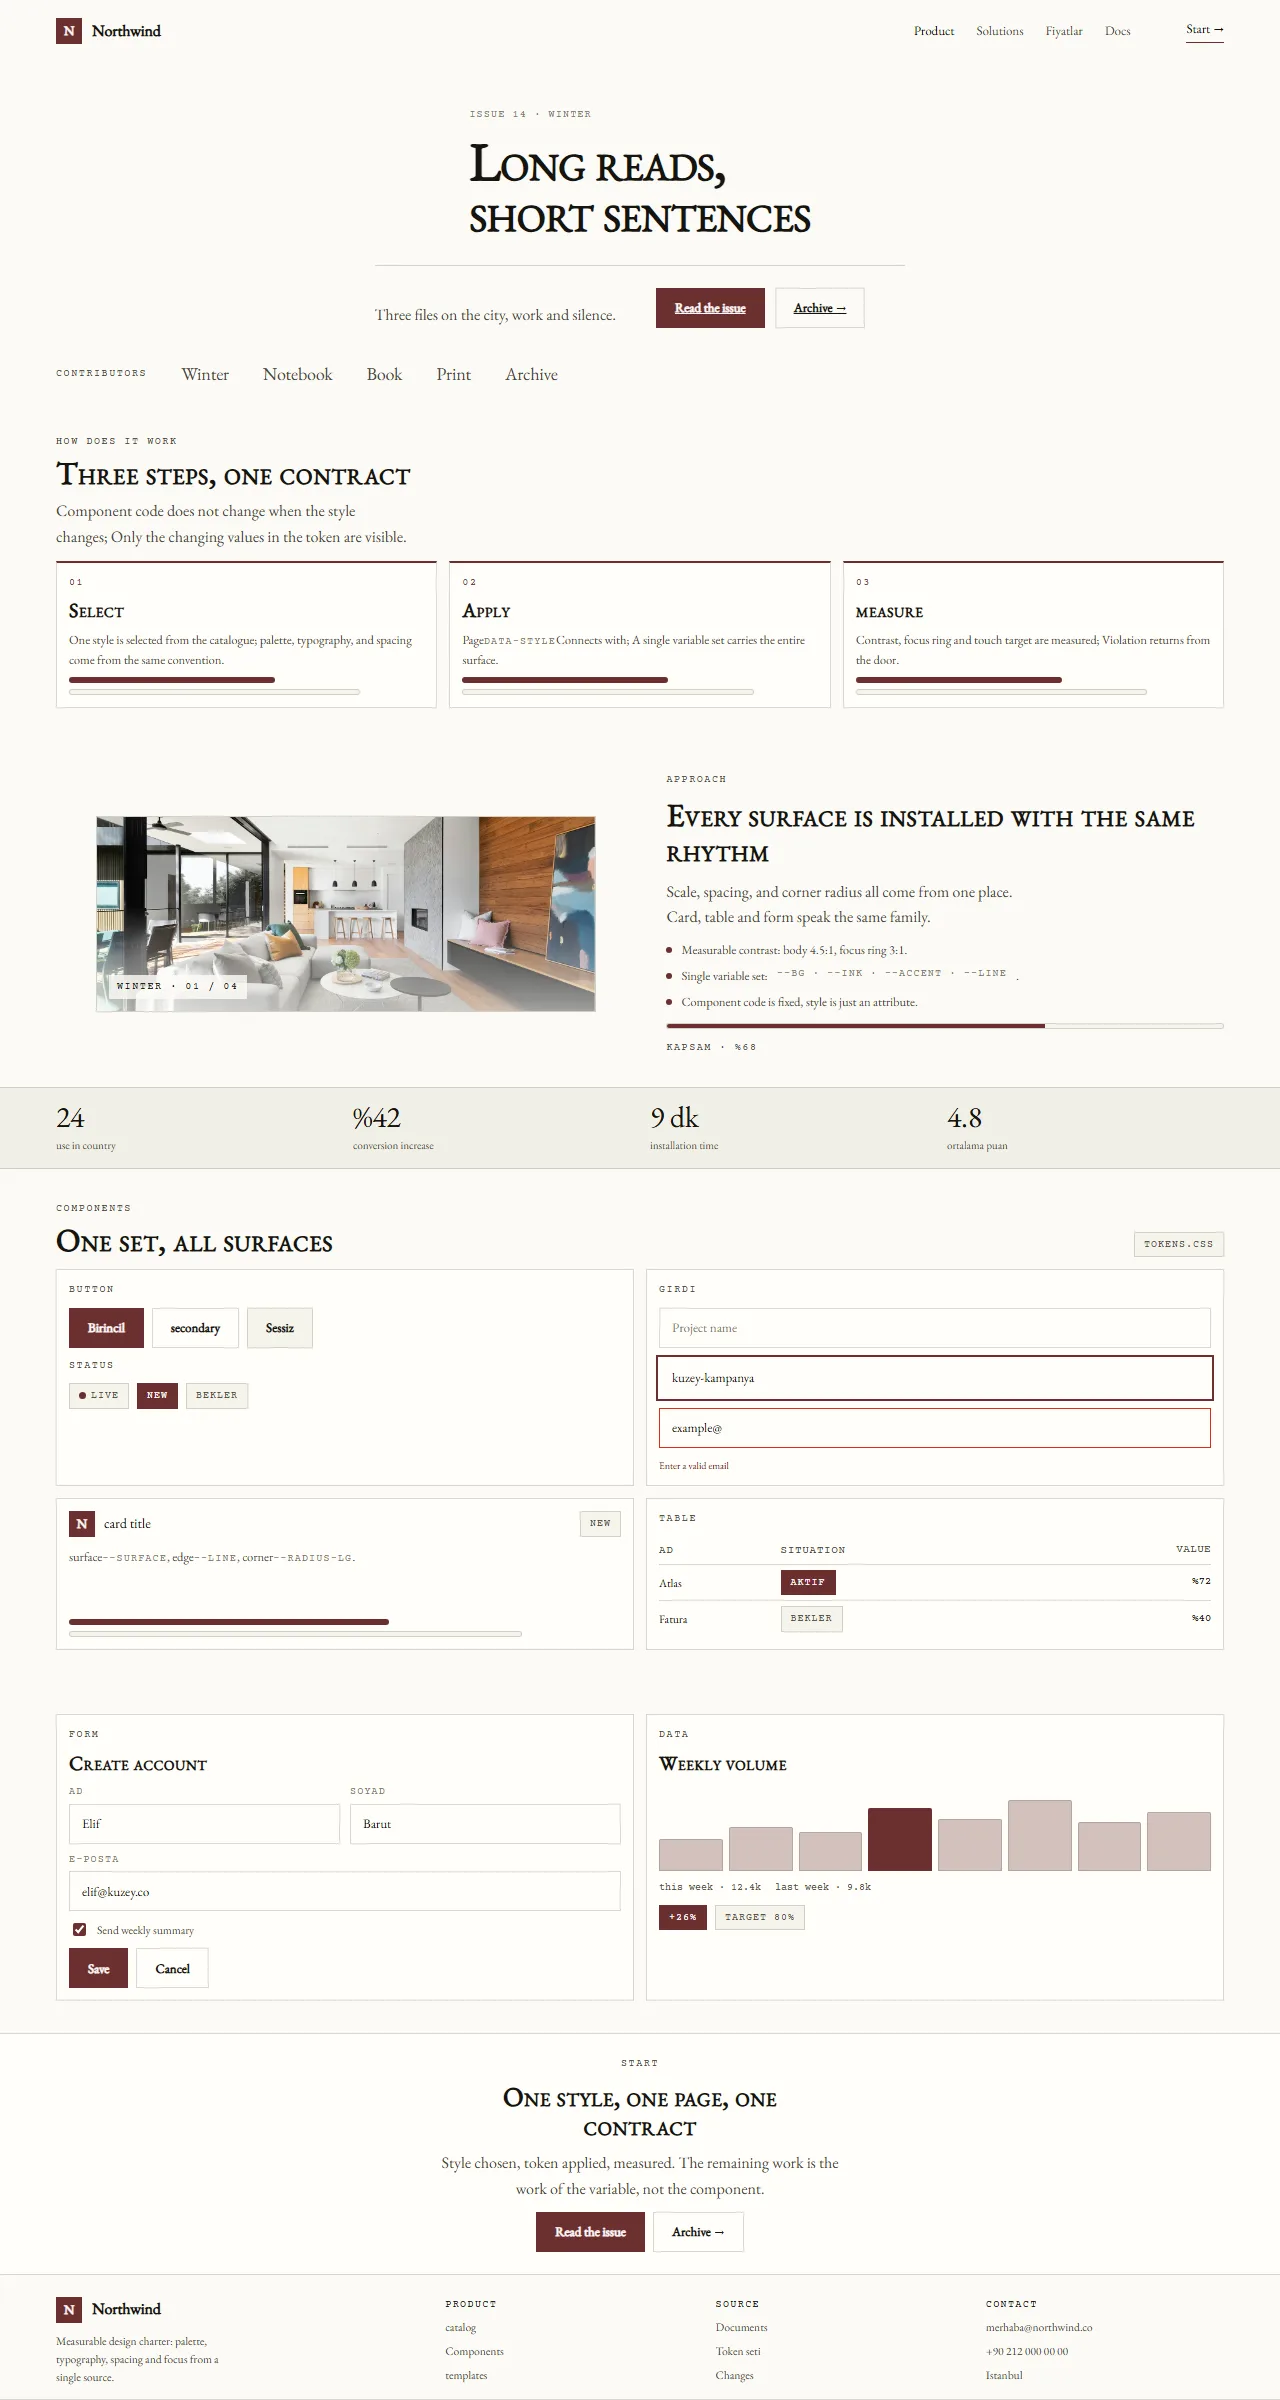 N Northwind
Product Solutions Fiyatlar Docs Start →
ISSUE 14 · WINTER
Long reads,
short sentences
Three files on the city, work and silence.
Read the issue
Archive →
CONTRIBUTORS Winter Notebook Book Print Archive
HOW DOES IT WORK
Three steps, one contract
Component code does not change when the style
changes; Only the changing values in the token are visible.
01
Select
One style is selected from the catalogue; palette, typography, and spacing
come from the same convention.
02
Apply
PageDATA-STYLEConnects with; A single variable set carries the entire
surface.
03
measure
Contrast, focus ring and touch target are measured; Violation returns from
the door.
WINTER · 01 / 04
APPROACH
Every surface is installed with the same
rhythm
Scale, spacing, and corner radius all come from one place.
Card, table and form speak the same family.
Measurable contrast: body 4.5:1, focus ring 3:1.
Single variable set: --BG · --INK · --ACCENT · --LINE .
Component code is fixed, style is just an attribute.
KAPSAM · %68
24
use in country
%42
conversion increase
9 dk
installation time
4.8
ortalama puan
COMPONENTS
One set, all surfaces
TOKENS.CSS
BUTTON
Birincil secondary Sessiz
STATUS
LIVE NEW BEKLER
GIRDI
Project name
kuzey-kampanya
example@
Enter a valid email
N card title NEW
surface--SURFACE, edge--LINE, corner--RADIUS-LG.
TABLE
AD SITUATION VALUE
Atlas AKTIF %72
Fatura BEKLER %40
FORM
Create account
AD SOYAD
Elif Barut
E-POSTA
elif@kuzey.co
Send weekly summary
Save Cancel
DATA
Weekly volume
this week · 12.4k last week · 9.8k
+26% TARGET 80%
START
One style, one page, one
contract
Style chosen, token applied, measured. The remaining work is the
work of the variable, not the component.
Read the issue Archive →
N Northwind
Measurable design charter: palette,
typography, spacing and focus from a
single source.
PRODUCT
catalog
Components
templates
SOURCE
Documents
Token seti
Changes
CONTACT
merhaba@northwind.co
+90 212 000 00 00
Istanbul